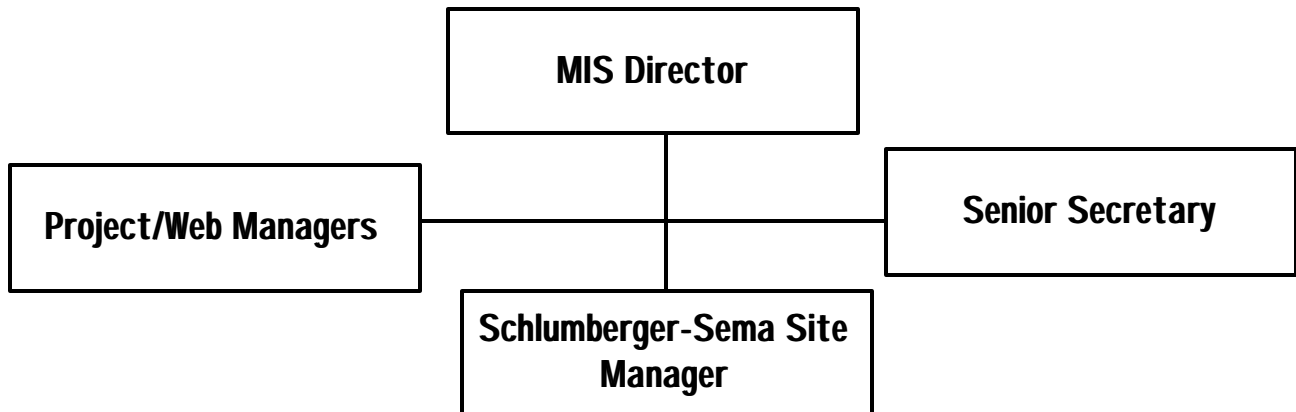 MIS Director
Project/Web Managers
Senior Secretary
Schlumberger-Sema Site
Manager